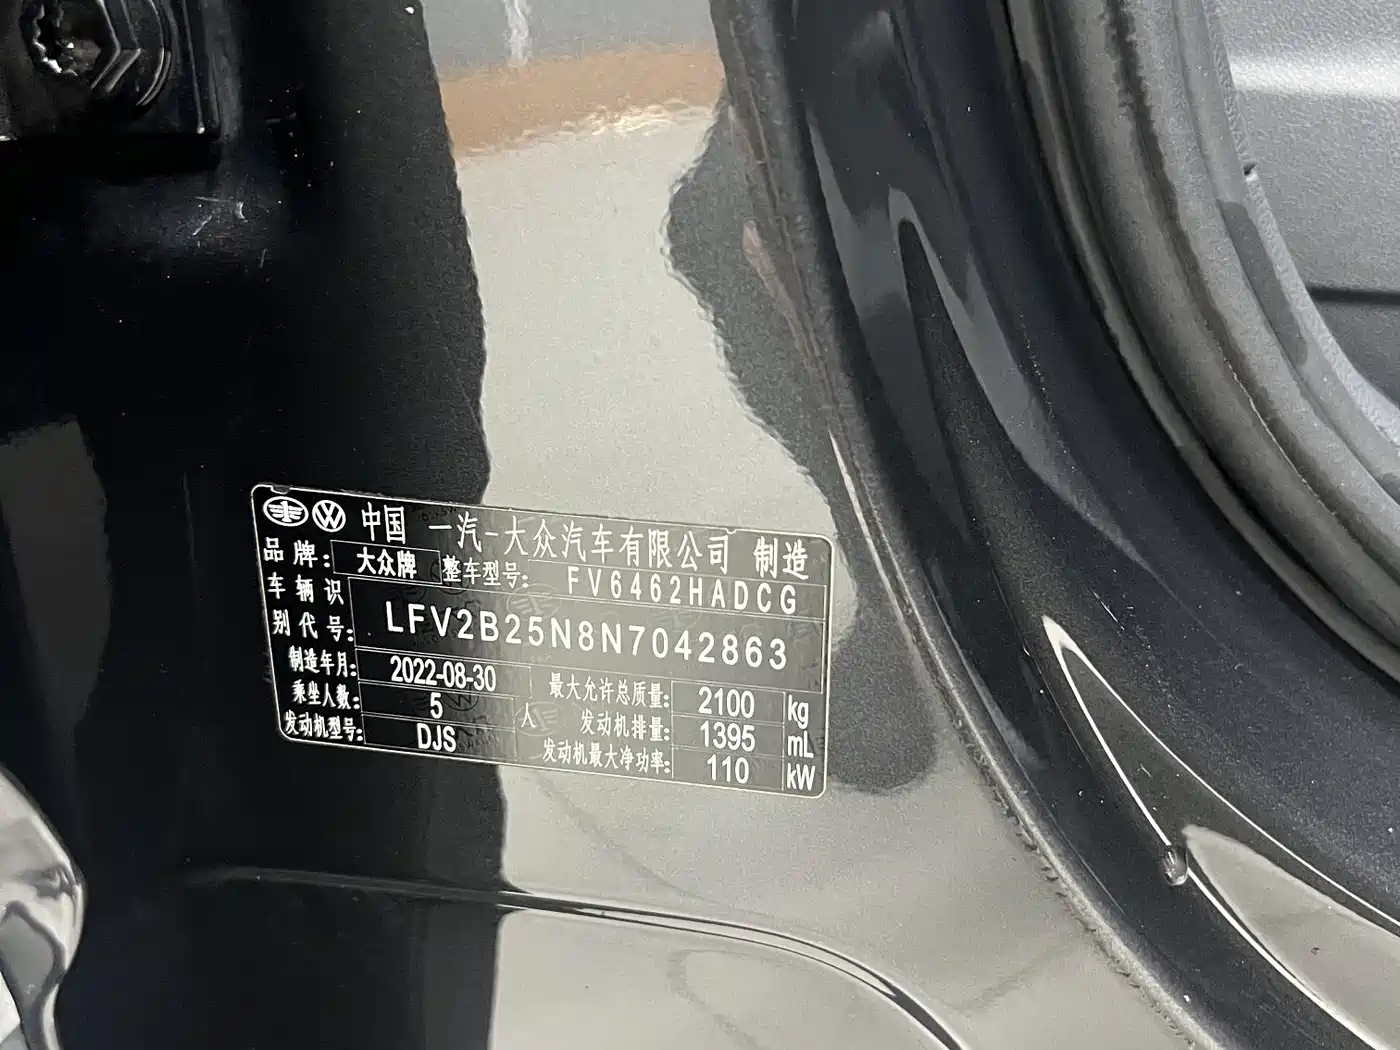 中国 一汽-大众汽车有限公司 制造
品牌: 大众牌 整车型号: FV6462HADCG
车辆识别代号: LFV2B25N8N7042863
制造年月: 2022-08-30 最大允许总质量: 2100 kg
乘坐人数: 5 人 发动机排量: 1395 mL
发动机型号: DJS 发动机最大净功率: 110 kW